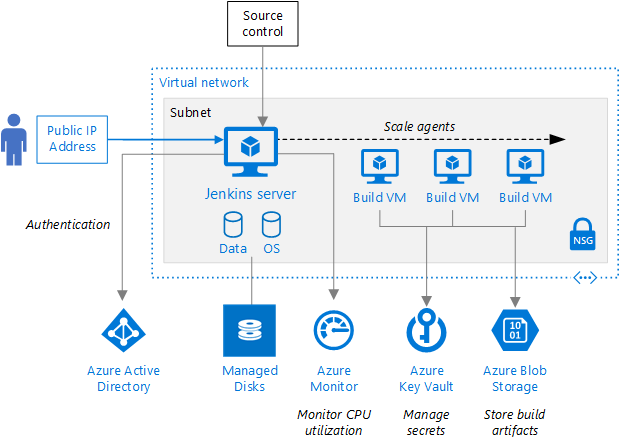 Source
control
Virtual network
Subnet
Public IP
Address
Scale agents
Jenkins server
Build VM
Build VM
Build VM
Authentication
Data
OS
NSG
10
01
Azure Active
Directory
Managed
Disks
Azure
Monitor
Azure
Key Vault
Azure Blob
Storage
Monitor CPU
utilization
Manage
secrets
Store build
artifacts